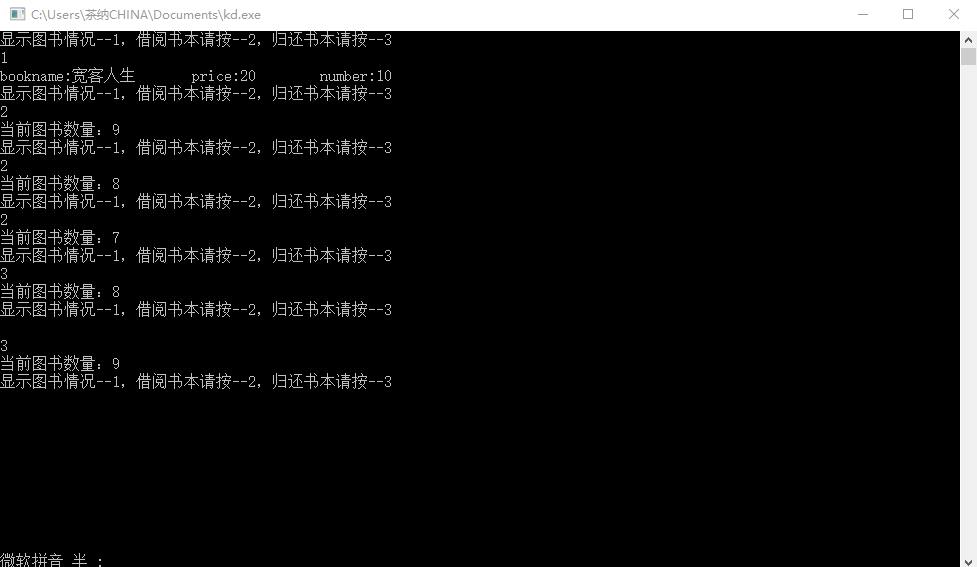 C:\Users\茶纳CHINA\Documents\kd.exe
显示图书情况--1，借阅书本请按--2，归还书本请按--3
1
bookname:宽客人生       price:20        number:10
显示图书情况--1，借阅书本请按--2，归还书本请按--3
2
当前图书数量：9
显示图书情况--1，借阅书本请按--2，归还书本请按--3
2
当前图书数量：8
显示图书情况--1，借阅书本请按--2，归还书本请按--3
2
当前图书数量：7
显示图书情况--1，借阅书本请按--2，归还书本请按--3
3
当前图书数量：8
显示图书情况--1，借阅书本请按--2，归还书本请按--3
3
当前图书数量：9
显示图书情况--1，借阅书本请按--2，归还书本请按--3
微软拼音 半 :